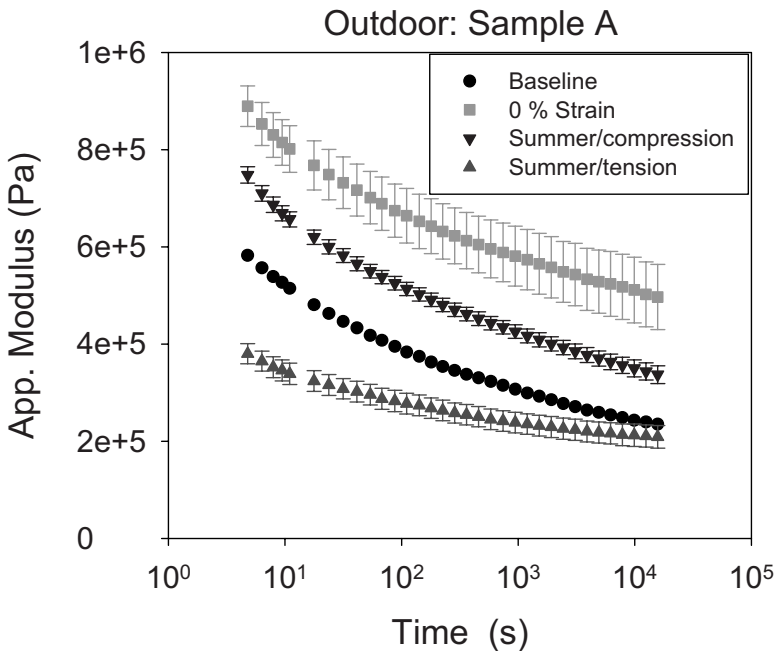 Outdoor: Sample A
1e+6
8e+5
6e+5
4e+5
2e+5
0
App. Modulus (Pa)
Baseline
0 % Strain
Summer/compression
Summer/tension
10⁰ 10¹ 10² 10³ 10⁴ 10⁵
Time (s)